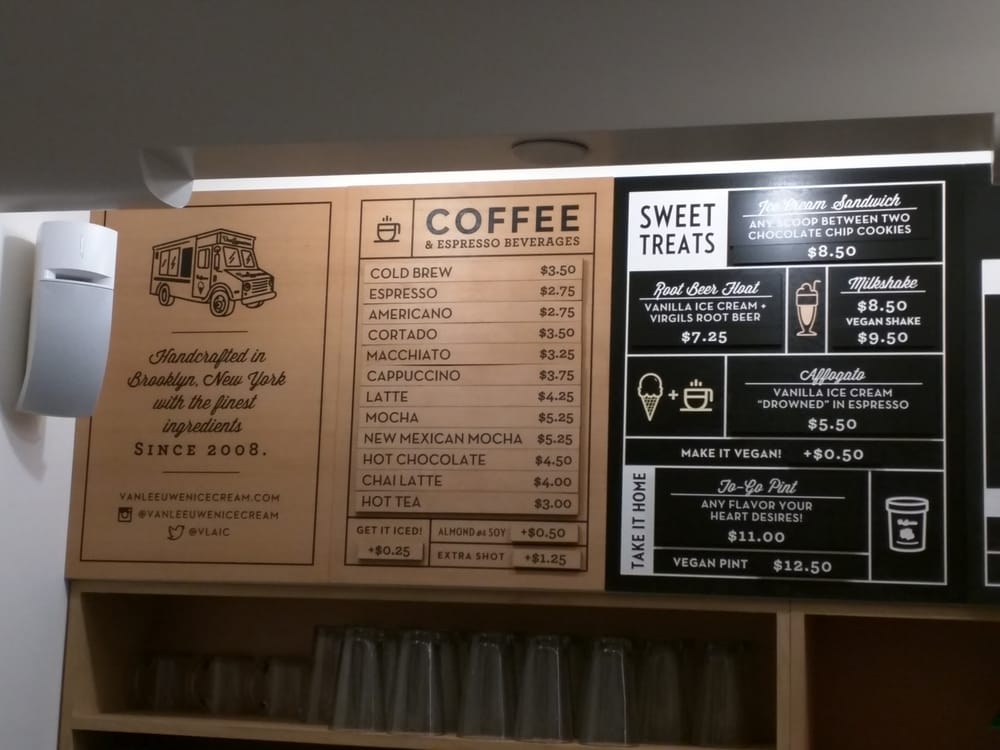 Handcrafted in
Brooklyn, New York
with the finest
ingredients
SINCE 2008.
VANLEEUWENICECREAM.COM
@VANLEEUWENICECREAM
@VLAIC
COFFEE
& ESPRESSO BEVERAGES
COLD BREW $3.50
ESPRESSO $2.75
AMERICANO $2.75
CORTADO $3.50
MACCHIATO $3.25
CAPPUCCINO $3.75
LATTE $4.25
MOCHA $5.25
NEW MEXICAN MOCHA $5.25
HOT CHOCOLATE $4.50
CHAI LATTE $4.00
HOT TEA $3.00
GET IT ICED!
+$0.25
ALMOND OR SOY +$0.50
EXTRA SHOT +$1.25
SWEET
TREATS
Ice Cream Sandwich
ANY SCOOP BETWEEN TWO
CHOCOLATE CHIP COOKIES
$8.50
Root Beer Float
VANILLA ICE CREAM +
VIRGILS ROOT BEER
$7.25
Milkshake
$8.50
VEGAN SHAKE
$9.50
+
Affogato
VANILLA ICE CREAM
"DROWNED" IN ESPRESSO
$5.50
MAKE IT VEGAN! +$0.50
TAKE IT HOME
To-Go Pint
ANY FLAVOR YOUR
HEART DESIRES!
$11.00
VEGAN PINT $12.50